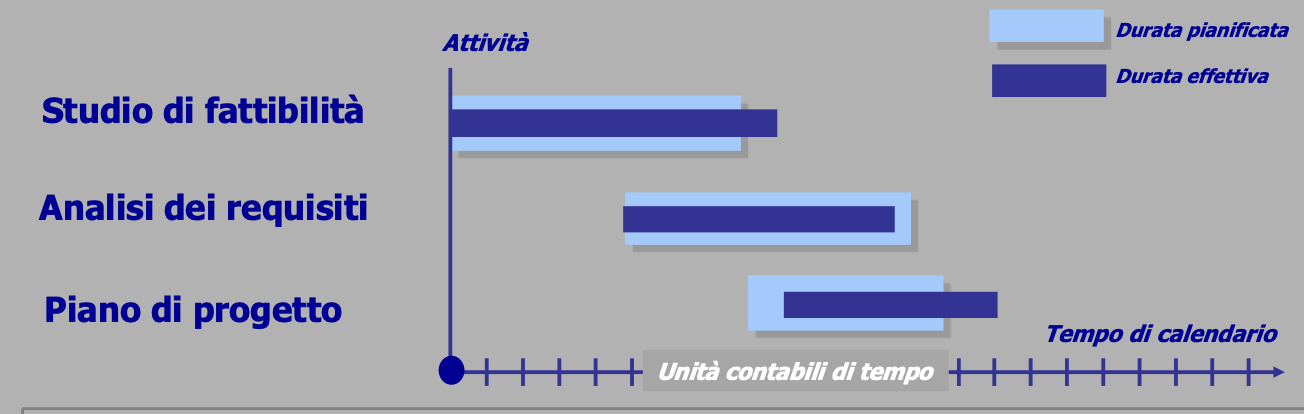 Attività
Durata pianificata
Durata effettiva
Studio di fattibilità
Analisi dei requisiti
Piano di progetto
Tempo di calendario
Unità contabili di tempo